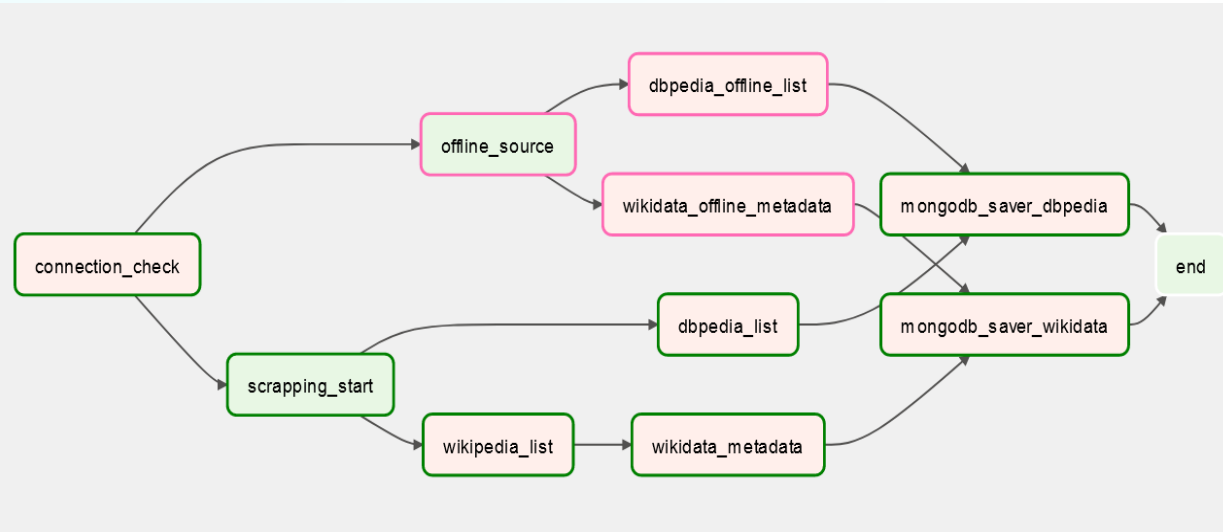 dbpedia_offline_list
offline_source
wikidata_offline_metadata
mongodb_saver_dbpedia
connection_check
end
dbpedia_list
mongodb_saver_wikidata
scrapping_start
wikipedia_list
wikidata_metadata